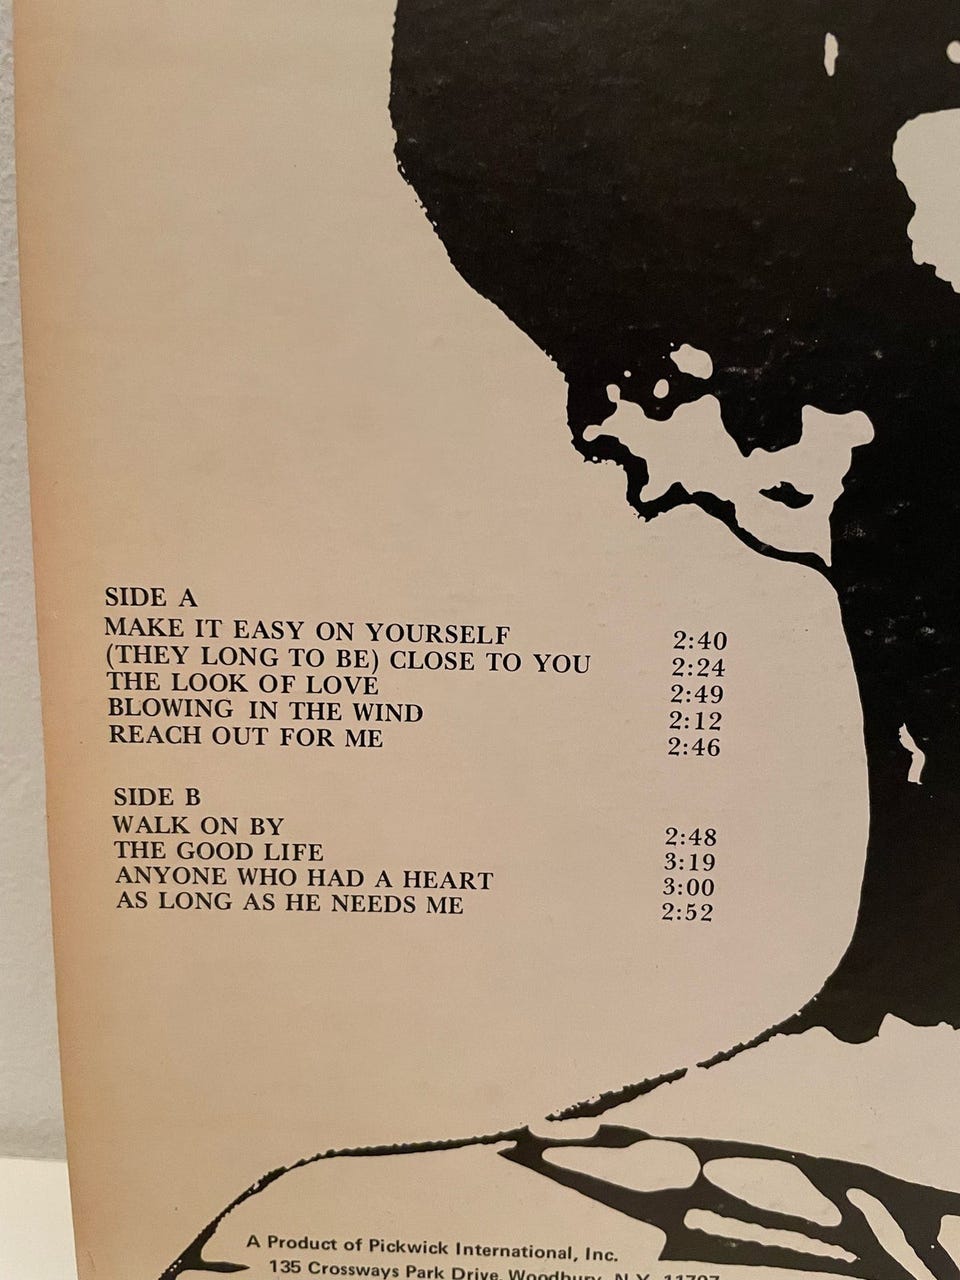 SIDE A
MAKE IT EASY ON YOURSELF 2:40
(THEY LONG TO BE) CLOSE TO YOU 2:24
THE LOOK OF LOVE 2:49
BLOWING IN THE WIND 2:12
REACH OUT FOR ME 2:46
SIDE B
WALK ON BY 2:48
THE GOOD LIFE 3:19
ANYONE WHO HAD A HEART 3:00
AS LONG AS HE NEEDS ME 2:52
A Product of Pickwick International, Inc.
135 Crossways Park Drive, Woodbury, N.Y. 11797